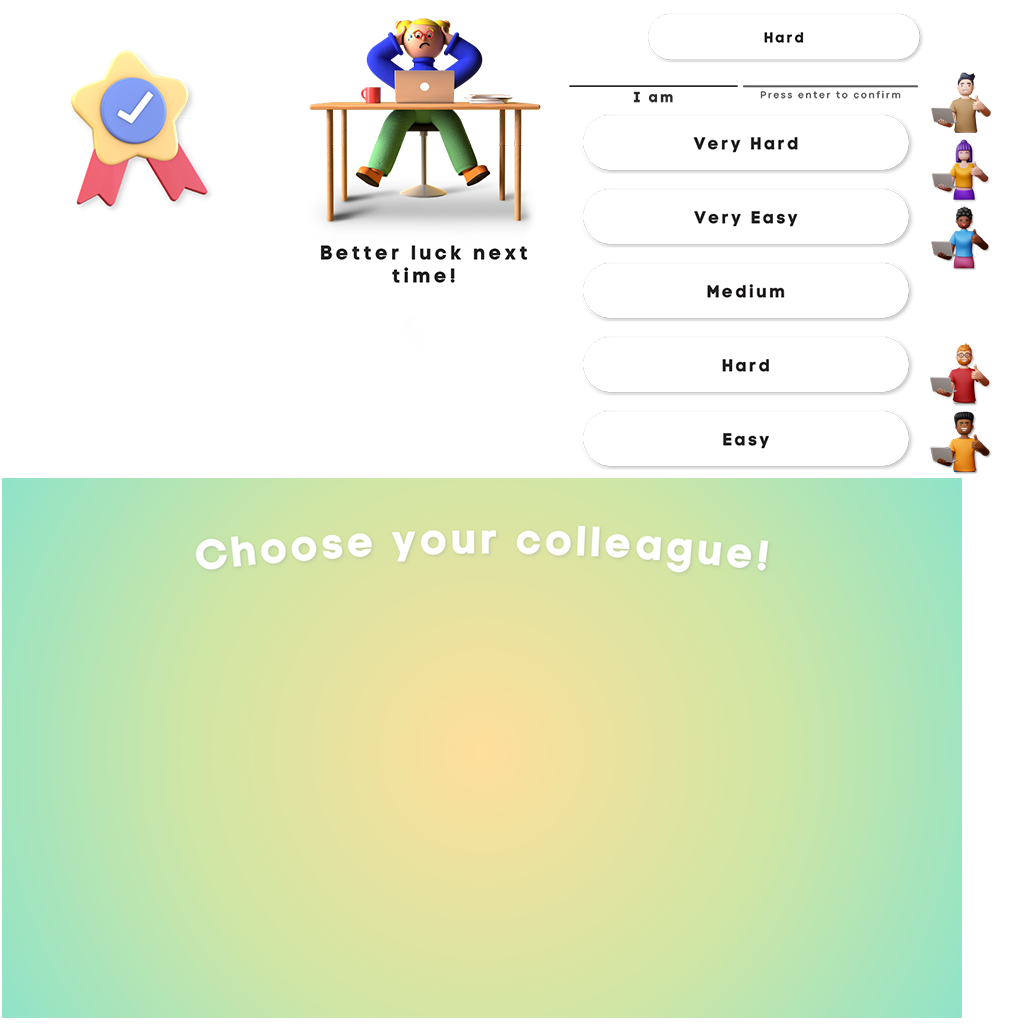 Hard
I am
Press enter to confirm
Very Hard
Very Easy
Better luck next
time!
Medium
Hard
Easy
Choose your colleague!